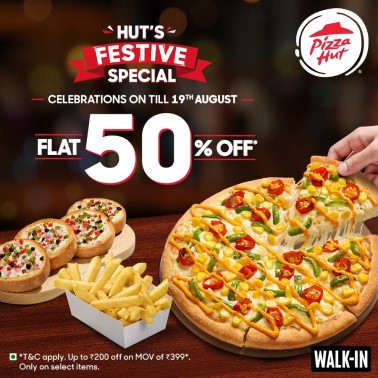 HUT'S
FESTIVE
SPECIAL
CELEBRATIONS ON TILL 19TH AUGUST
FLAT 50% OFF*
Pizza
Hut
®
*T&C apply. Up to ₹200 off on MOV of ₹399*.
Only on select items.
WALK-IN